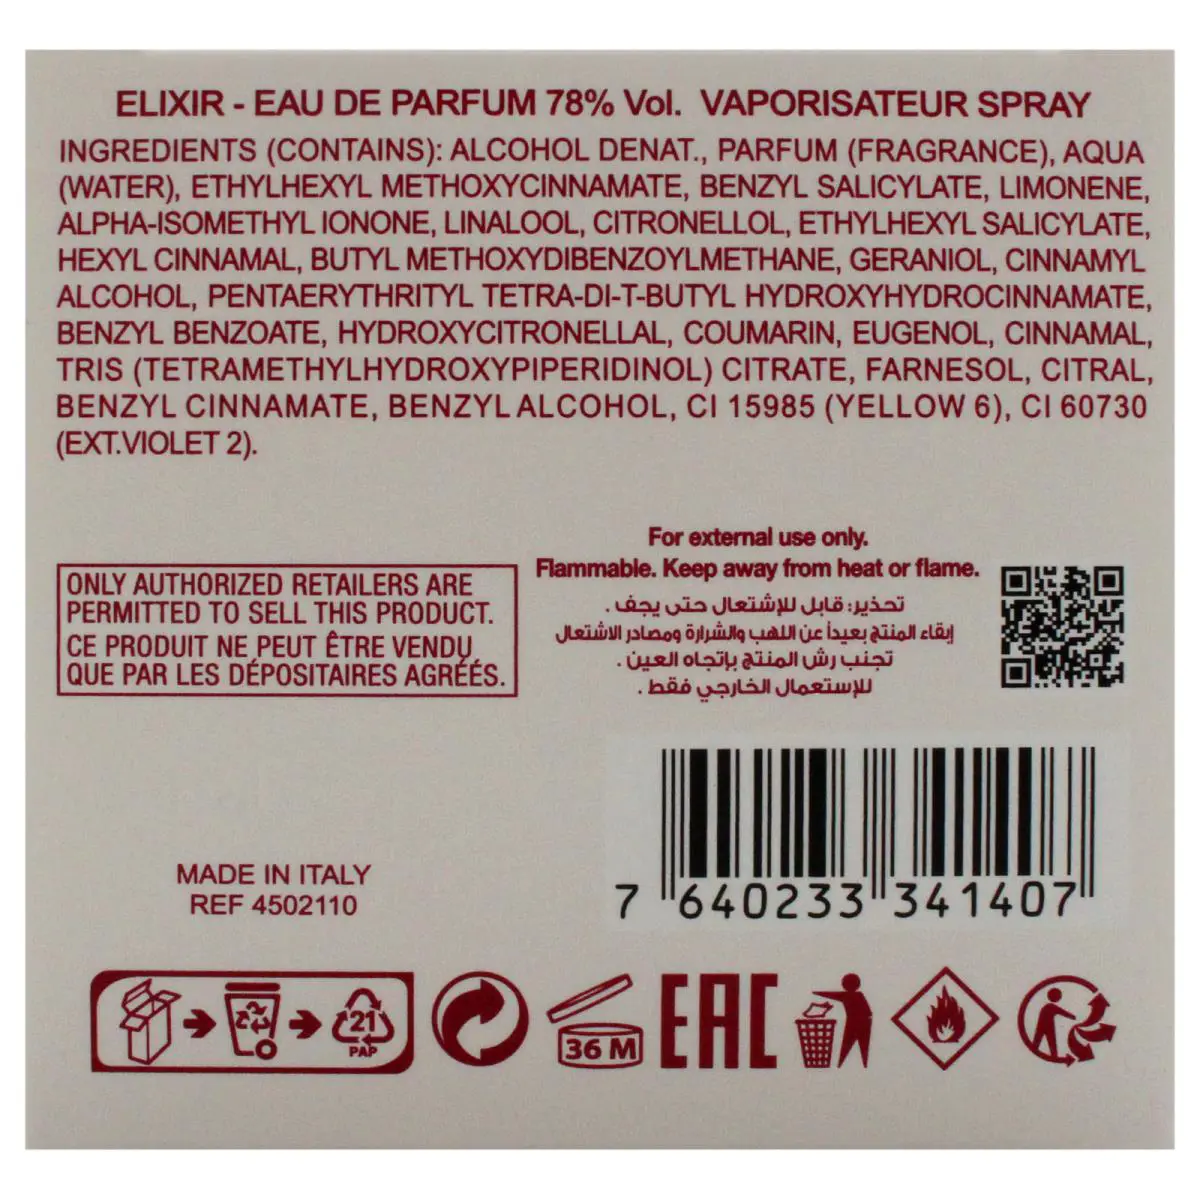 ELIXIR - EAU DE PARFUM 78% Vol. VAPORISATEUR SPRAY
INGREDIENTS (CONTAINS): ALCOHOL DENAT., PARFUM (FRAGRANCE), AQUA
(WATER), ETHYLHEXYL METHOXYCINNAMATE, BENZYL SALICYLATE, LIMONENE,
ALPHA-ISOMETHYL IONONE, LINALOOL, CITRONELLOL, ETHYLHEXYL SALICYLATE,
HEXYL CINNAMAL, BUTYL METHOXYDIBENZOYLMETHANE, GERANIOL, CINNAMYL
ALCOHOL, PENTAERYTHRITYL TETRA-DI-T-BUTYL HYDROXYHYDROCINNAMATE,
BENZYL BENZOATE, HYDROXYCITRONELLAL, COUMARIN, EUGENOL, CINNAMAL,
TRIS (TETRAMETHYLHYDROXYPIPERIDINOL) CITRATE, FARNESOL, CITRAL,
BENZYL CINNAMATE, BENZYL ALCOHOL, CI 15985 (YELLOW 6), CI 60730
(EXT.VIOLET 2).
ONLY AUTHORIZED RETAILERS ARE
PERMITTED TO SELL THIS PRODUCT.
CE PRODUIT NE PEUT ÊTRE VENDU
QUE PAR LES DÉPOSITAIRES AGRÉÉS.
For external use only.
Flammable. Keep away from heat or flame.
تحذير: قابل للإشتعال حتى يجف .
إبقاء المنتج بعيداً عن اللهب والشرارة ومصادر الاشتعال
تجنب رش المنتج بإتجاه العين .
للإستعمال الخارجي فقط .
MADE IN ITALY
REF 4502110
7 640233 341407
21
PAP
36 M
EAC